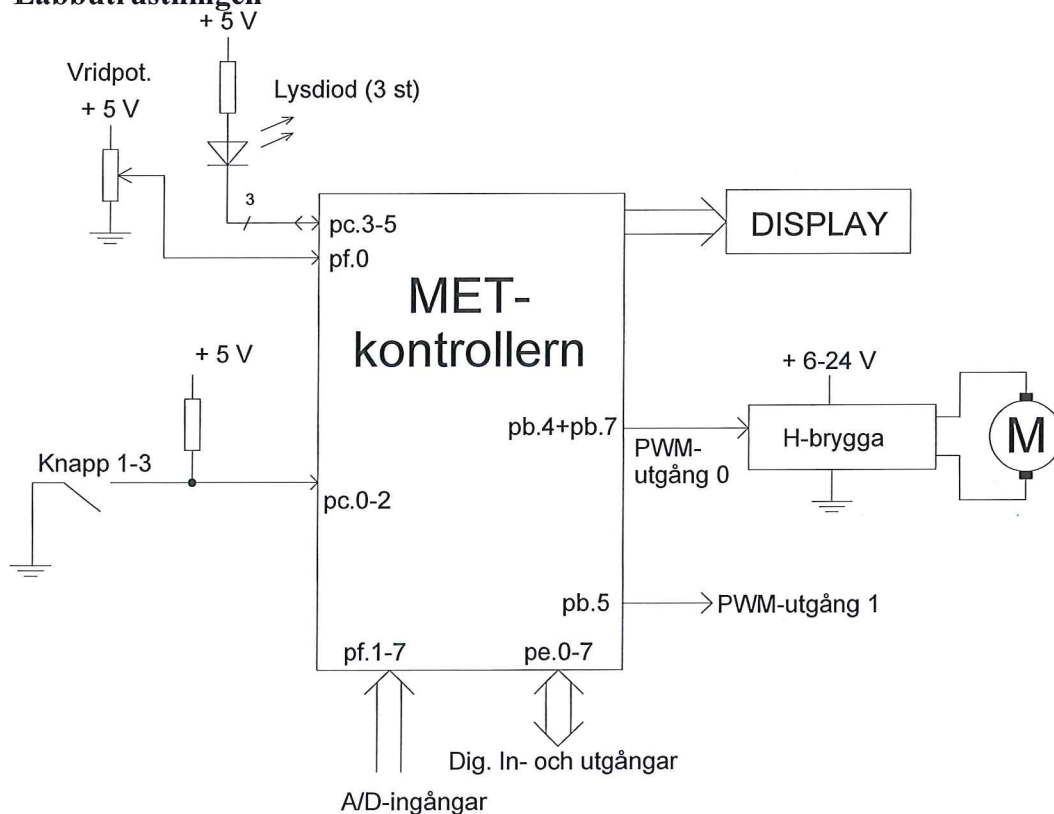 Labbutrustningen
+ 5 V
Vridpot.
+ 5 V
Lysdiod (3 st)
3
pc.3-5
pf.0
MET-
kontrollern
DISPLAY
+ 5 V
+ 6-24 V
pb.4+pb.7
PWM-
utgång 0
H-brygga
M
Knapp 1-3
pc.0-2
pb.5
PWM-utgång 1
pf.1-7
pe.0-7
Dig. In- och utgångar
A/D-ingångar